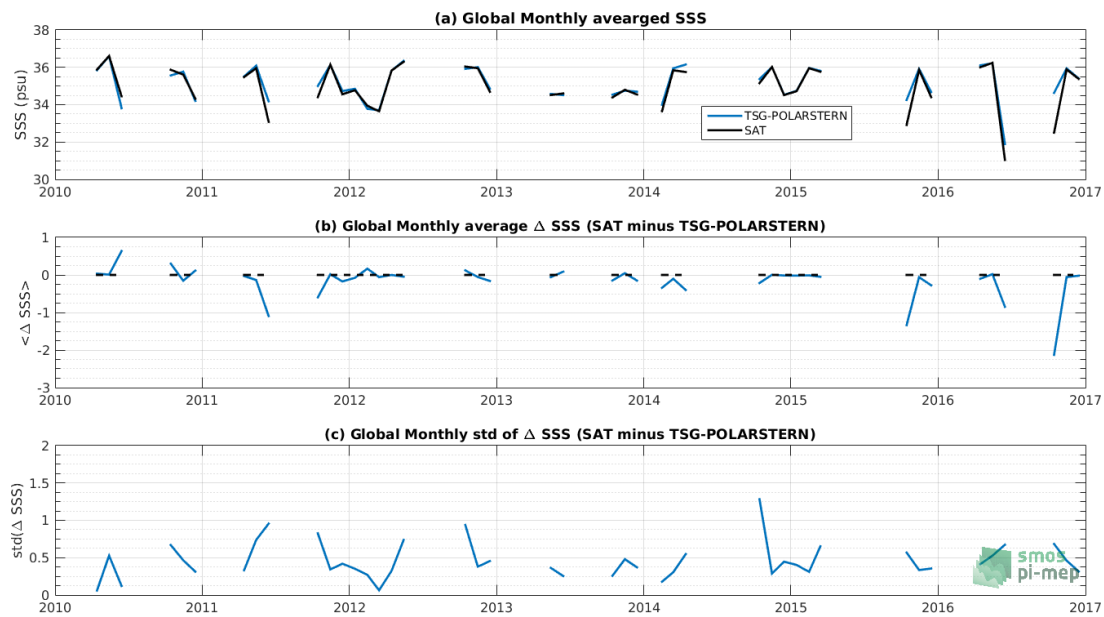 (a) Global Monthly avearged SSS
SSS (psu)
38
36
34
32
30
TSG-POLARSTERN
SAT
2010 2011 2012 2013 2014 2015 2016 2017
(b) Global Monthly average Δ SSS (SAT minus TSG-POLARSTERN)
<Δ SSS>
1
0
-1
-2
-3
2010 2011 2012 2013 2014 2015 2016 2017
(c) Global Monthly std of Δ SSS (SAT minus TSG-POLARSTERN)
std(Δ SSS)
2
1.5
1
0.5
0
smos
pi-mep
2010 2011 2012 2013 2014 2015 2016 2017